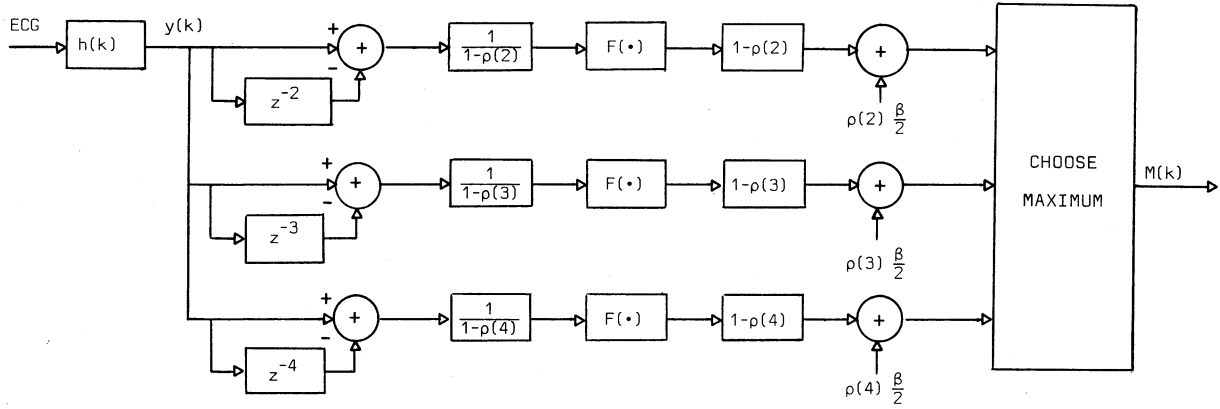 ECG
h(k)
y(k)
+
−
+
z⁻²
1/(1-ρ(2))
F(•)
1-ρ(2)
+
ρ(2) β/2
+
−
+
z⁻³
1/(1-ρ(3))
F(•)
1-ρ(3)
+
ρ(3) β/2
+
−
+
z⁻⁴
1/(1-ρ(4))
F(•)
1-ρ(4)
+
ρ(4) β/2
CHOOSE
MAXIMUM
M(k)